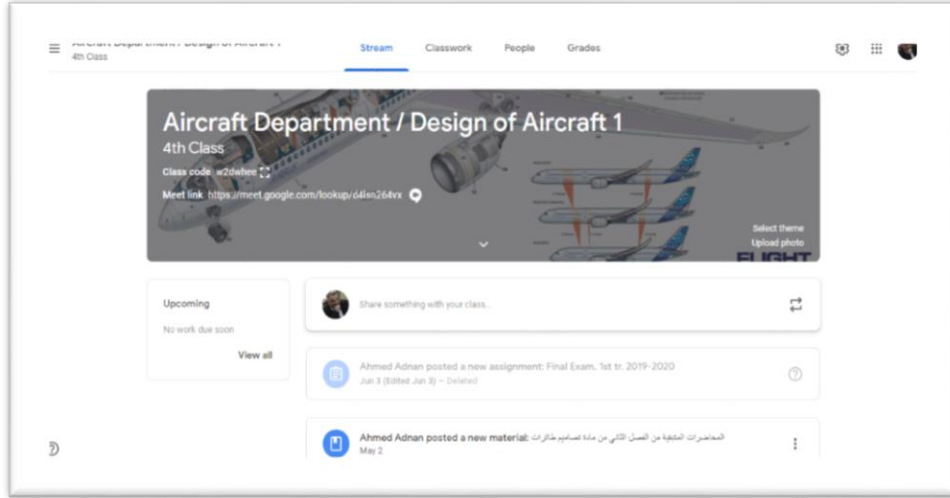 Aircraft Department / Design of Aircraft 1
4th Class
Stream
Classwork
People
Grades
Aircraft Department / Design of Aircraft 1
4th Class
Class code w2dwhee
Meet link https://meet.google.com/lookup/d4isn264vx
Select theme
Upload photo
FLIGHT
Upcoming
No work due soon
View all
Share something with your class...
Ahmed Adnan posted a new assignment: Final Exam. 1st tr. 2019-2020
Jun 3 (Edited Jun 3) – Deleted
Ahmed Adnan posted a new material: المحاضرات المتبقية من الفصل الثاني من مادة تصاميم طائرات
May 2